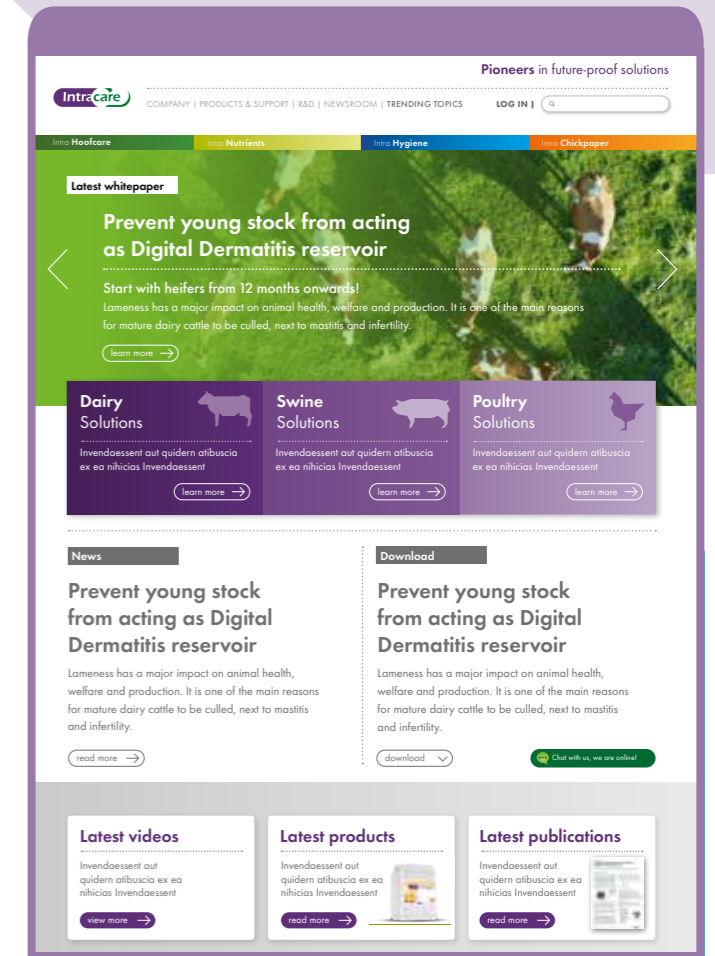 Pioneers in future-proof solutions
Intracare
COMPANY | PRODUCTS & SUPPORT | R&D | NEWSROOM | TRENDING TOPICS
LOG IN |
Intra Hoofcare
Intra Nutrients
Intra Hygiene
Intra Chickpaper
Latest whitepaper
Prevent young stock from acting
as Digital Dermatitis reservoir
Start with heifers from 12 months onwards!
Lameness has a major impact on animal health, welfare and production. It is one of the main reasons
for mature dairy cattle to be culled, next to mastitis and infertility.
learn more
Dairy
Solutions
Invendaessent aut quidern atibuscia
ex ea nihicias Invendaessent
learn more
Swine
Solutions
Invendaessent aut quidern atibuscia
ex ea nihicias Invendaessent
learn more
Poultry
Solutions
Invendaessent aut quidern atibuscia
ex ea nihicias Invendaessent
learn more
News
Prevent young stock
from acting as Digital
Dermatitis reservoir
Lameness has a major impact on animal health,
welfare and production. It is one of the main reasons
for mature dairy cattle to be culled, next to mastitis
and infertility.
read more
Download
Prevent young stock
from acting as Digital
Dermatitis reservoir
Lameness has a major impact on animal health,
welfare and production. It is one of the main reasons
for mature dairy cattle to be culled, next to mastitis
and infertility.
download
Chat with us, we are online!
Latest videos
Invendaessent aut
quidern atibuscia ex ea
nihicias Invendaessent
view more
Latest products
Invendaessent aut
quidern atibuscia ex ea
nihicias Invendaessent
read more
Latest publications
Invendaessent aut
quidern atibuscia ex ea
nihicias Invendaessent
read more